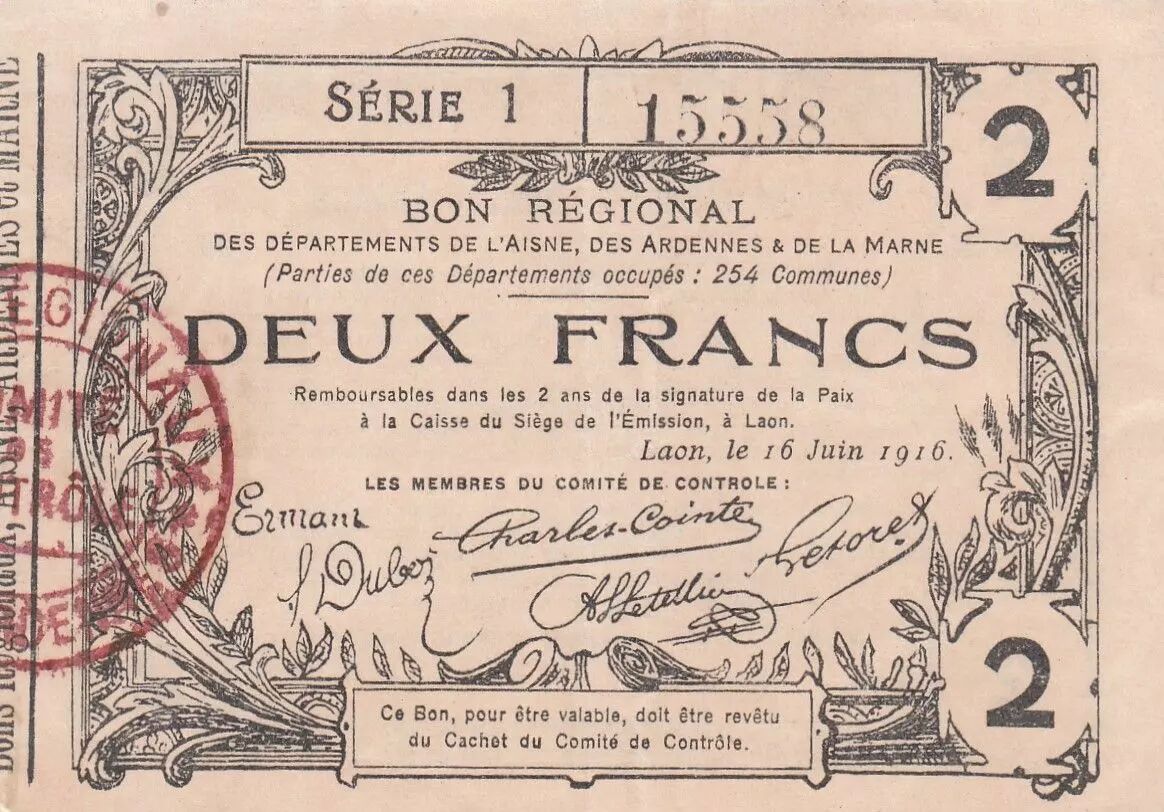 SÉRIE 1
15558
2
BON RÉGIONAL
DES DÉPARTEMENTS DE L'AISNE, DES ARDENNES & DE LA MARNE
(Parties de ces Départements occupés : 254 Communes)
DEUX FRANCS
Remboursables dans les 2 ans de la signature de la Paix
à la Caisse du Siège de l'Émission, à Laon.
Laon, le 16 Juin 1916.
LES MEMBRES DU COMITÉ DE CONTROLE :
Ermant
Charles-Cointe
Dubois
Letellier
2
Ce Bon, pour être valable, doit être revêtu
du Cachet du Comité de Contrôle.